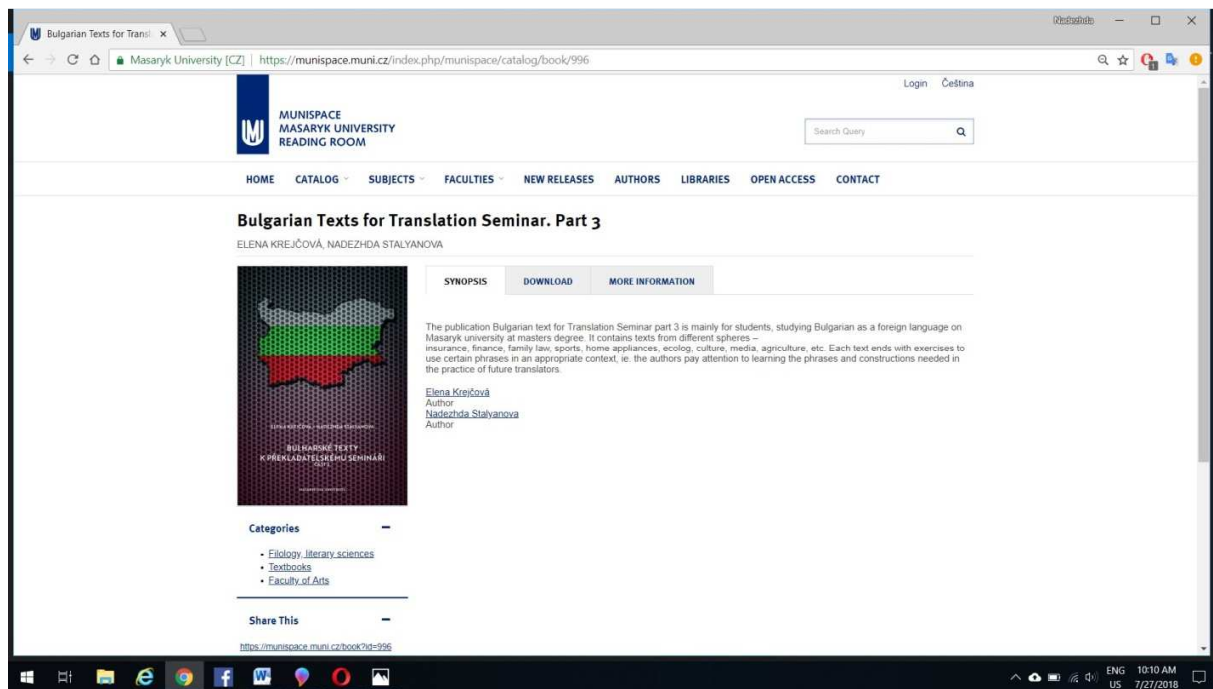 Bulgarian Texts for Transl
Masaryk University [CZ] | https://munispace.muni.cz/index.php/munispace/catalog/book/996
Login Čeština
MUNISPACE
MASARYK UNIVERSITY
READING ROOM
Search Query
HOME CATALOG SUBJECTS FACULTIES NEW RELEASES AUTHORS LIBRARIES OPEN ACCESS CONTACT
Bulgarian Texts for Translation Seminar. Part 3
ELENA KREJČOVÁ, NADEZHDA STALYANOVA
SYNOPSIS DOWNLOAD MORE INFORMATION
The publication Bulgarian text for Translation Seminar part 3 is mainly for students, studying Bulgarian as a foreign language on
Masaryk university at masters degree. It contains texts from different spheres –
insurance, finance, family law, sports, home appliances, ecolog, culture, media, agriculture, etc. Each text ends with exercises to
use certain phrases in an appropriate context, ie. the authors pay attention to learning the phrases and constructions needed in
the practice of future translators.
Elena Krejčová
Author
Nadezhda Stalyanova
Author
BULHARSKÉ TEXTY
K PŘEKLADATELSKÉMU SEMINÁŘI
ČÁST 3
Categories
Filology, literary sciences
Textbooks
Faculty of Arts
Share This
https://munispace.muni.cz/book?id=996
ENG 10:10 AM
US 7/27/2018